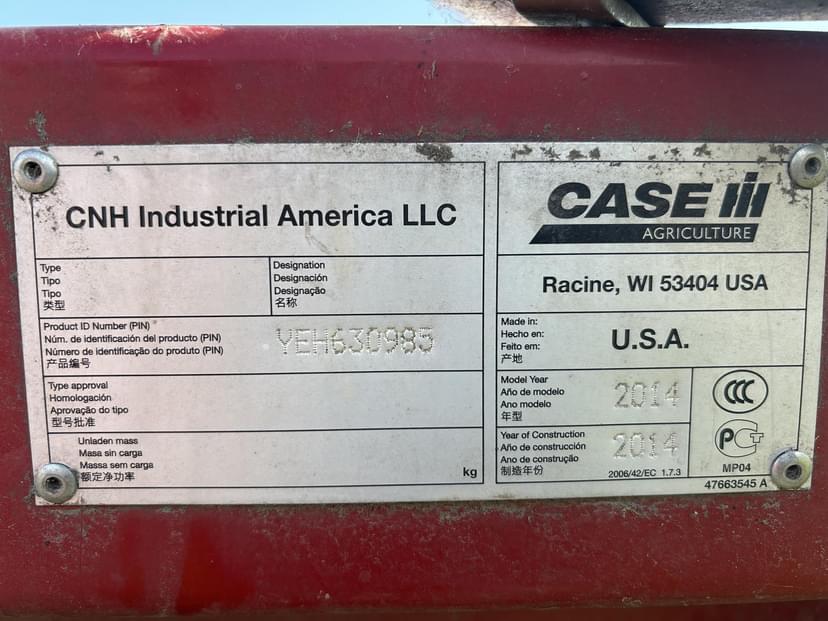 CNH Industrial America LLC
Type
Tipo
Tipo
类型
Designation
Designación
Designação
名称
Product ID Number (PIN)
Núm. de identificación del producto (PIN)
Número de identificação do produto (PIN)
产品编号
YEH630985
Type approval
Homologación
Aprovação do tipo
型号批准
Unladen mass
Masa sin carga
Massa sem carga
额定净功率
kg
CASE IH
AGRICULTURE
Racine, WI 53404 USA
Made in:
Hecho en:
Feito em:
产地
U.S.A.
Model Year
Año de modelo
Ano modelo
年型
2014
Year of Construction
Año de construcción
Ano de construção
制造年份
2014
2006/42/EC 1.7.3
CCC
PCT
MP04
47663545 A